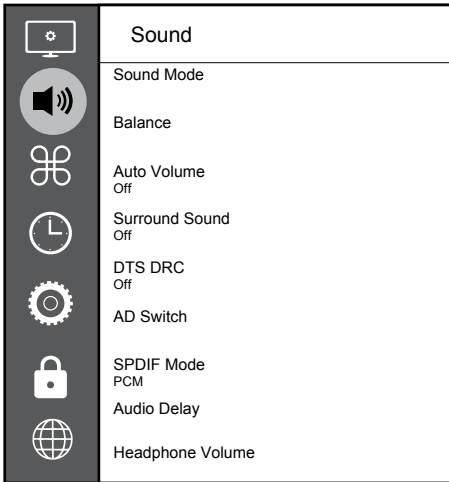 Sound
Sound Mode
Balance
Auto Volume
Off
Surround Sound
Off
DTS DRC
Off
AD Switch
SPDIF Mode
PCM
Audio Delay
Headphone Volume